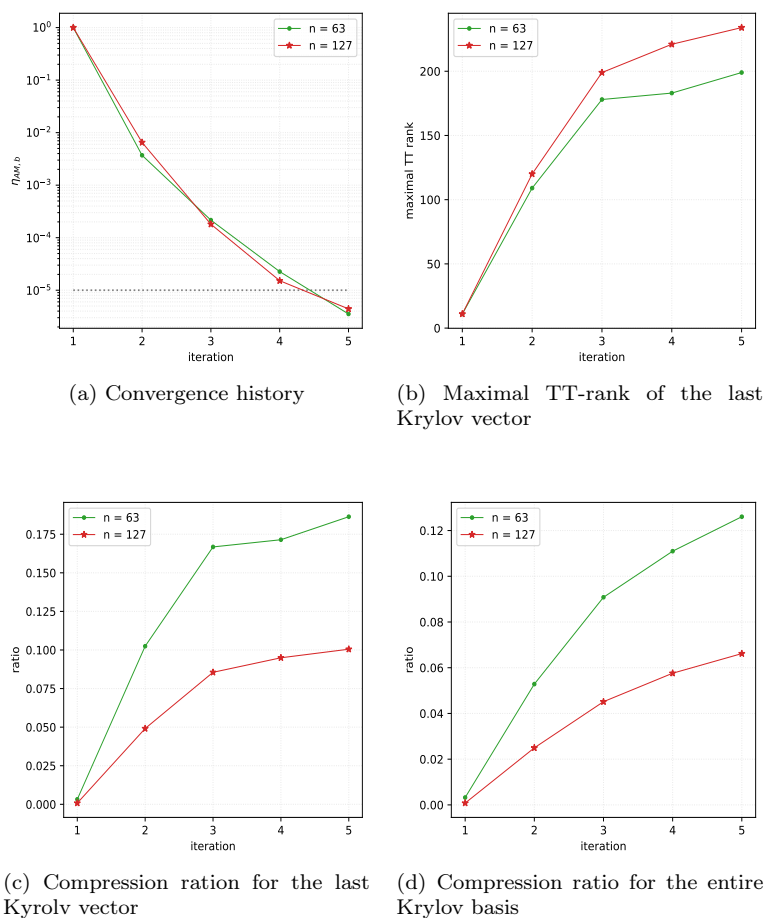 n = 63
n = 127
10⁰
10⁻¹
10⁻²
10⁻³
10⁻⁴
10⁻⁵
η_{AM,b}
1 2 3 4 5
iteration
(a) Convergence history
n = 63
n = 127
200
150
100
50
0
maximal TT rank
1 2 3 4 5
iteration
(b) Maximal TT-rank of the last
Krylov vector
n = 63
n = 127
0.175
0.150
0.125
0.100
0.075
0.050
0.025
0.000
ratio
1 2 3 4 5
iteration
(c) Compression ration for the last
Kyrolv vector
n = 63
n = 127
0.12
0.10
0.08
0.06
0.04
0.02
0.00
ratio
1 2 3 4 5
iteration
(d) Compression ratio for the entire
Krylov basis